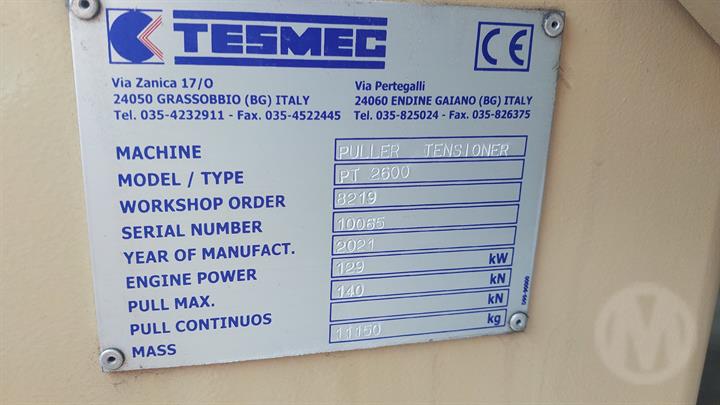 TESMEC
CE
Via Zanica 17/O
24050 GRASSOBBIO (BG) ITALY
Tel. 035-4232911 - Fax. 035-4522445
Via Pertegalli
24060 ENDINE GAIANO (BG) ITALY
Tel. 035-825024 - Fax. 035-826375
MACHINE PULLER TENSIONER
MODEL / TYPE PT 2600
WORKSHOP ORDER 8219
SERIAL NUMBER 10065
YEAR OF MANUFACT. 2021
ENGINE POWER 129 kW
PULL MAX. 140 kN
PULL CONTINUOS kN
MASS 11150 kg
M